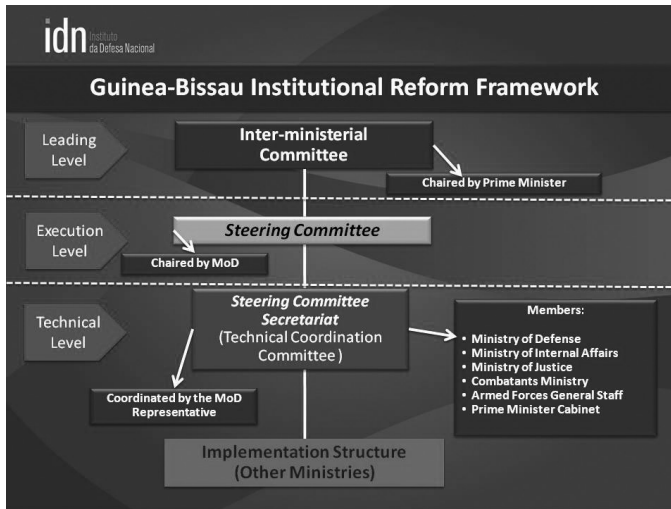 idn Instituto
da Defesa Nacional
Guinea-Bissau Institutional Reform Framework
Leading
Level
Inter-ministerial
Committee
Chaired by Prime Minister
Execution
Level
Steering Committee
Chaired by MoD
Technical
Level
Steering Committee
Secretariat
(Technical Coordination
Committee )
Coordinated by the MoD
Representative
Members:
▪ Ministry of Defense
▪ Ministry of Internal Affairs
▪ Ministry of Justice
▪ Combatants Ministry
▪ Armed Forces General Staff
▪ Prime Minister Cabinet
Implementation Structure
(Other Ministries)